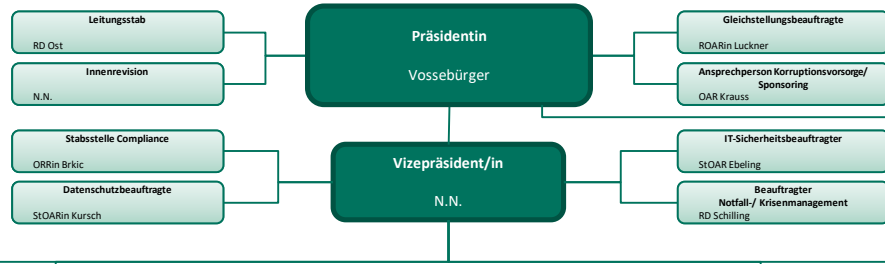 Leitungsstab
RD Ost
Innenrevision
N.N.
Präsidentin
Vossebürger
Gleichstellungsbeauftragte
ROARin Luckner
Ansprechperson Korruptionsvorsorge/
Sponsoring
OAR Krauss
Stabsstelle Compliance
ORRin Brkic
Datenschutzbeauftragte
StOARin Kursch
Vizepräsident/in
N.N.
IT-Sicherheitsbeauftragter
StOAR Ebeling
Beauftragter
Notfall-/ Krisenmanagement
RD Schilling